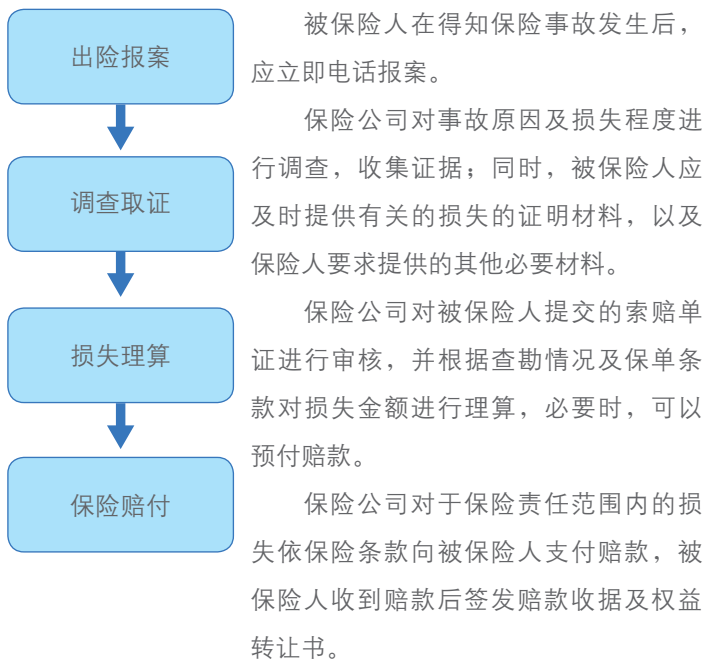 出险报案
调查取证
损失理算
保险赔付
被保险人在得知保险事故发生后，
应立即电话报案。
保险公司对事故原因及损失程度进
行调查，收集证据；同时，被保险人应
及时提供有关的损失的证明材料，以及
保险人要求提供的其他必要材料。
保险公司对被保险人提交的索赔单
证进行审核，并根据查勘情况及保单条
款对损失金额进行理算，必要时，可以
预付赔款。
保险公司对于保险责任范围内的损
失依保险条款向被保险人支付赔款，被
保险人收到赔款后签发赔款收据及权益
转让书。